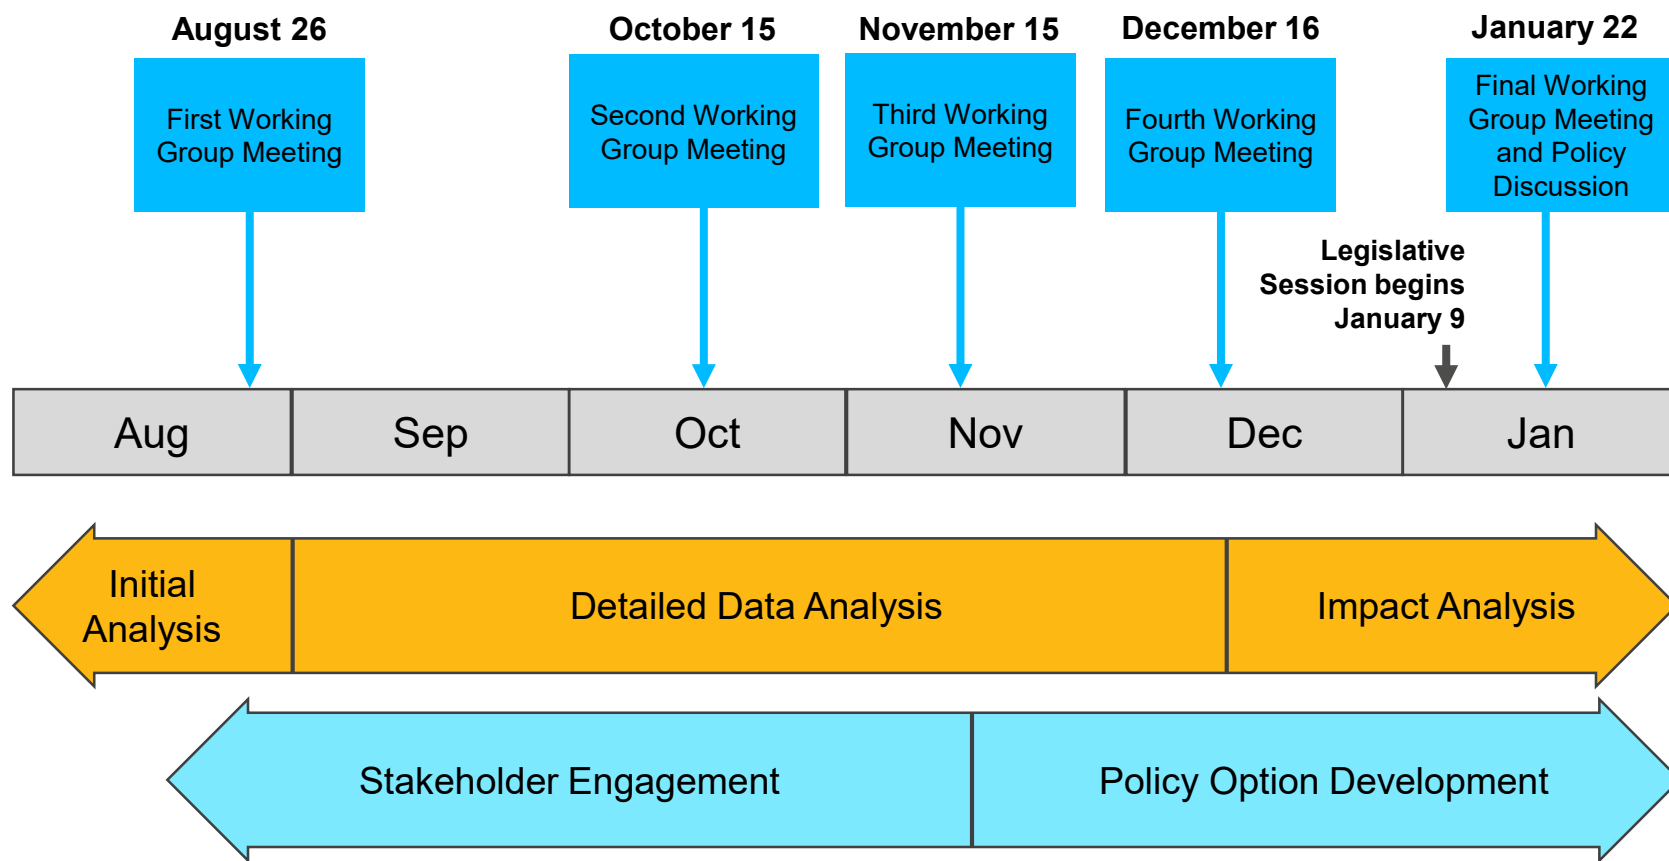 August 26
October 15
November 15
December 16
January 22
First Working
Group Meeting
Second Working
Group Meeting
Third Working
Group Meeting
Fourth Working
Group Meeting
Final Working
Group Meeting
and Policy
Discussion
Legislative
Session begins
January 9
Aug
Sep
Oct
Nov
Dec
Jan
Initial
Analysis
Detailed Data Analysis
Impact Analysis
Stakeholder Engagement
Policy Option Development